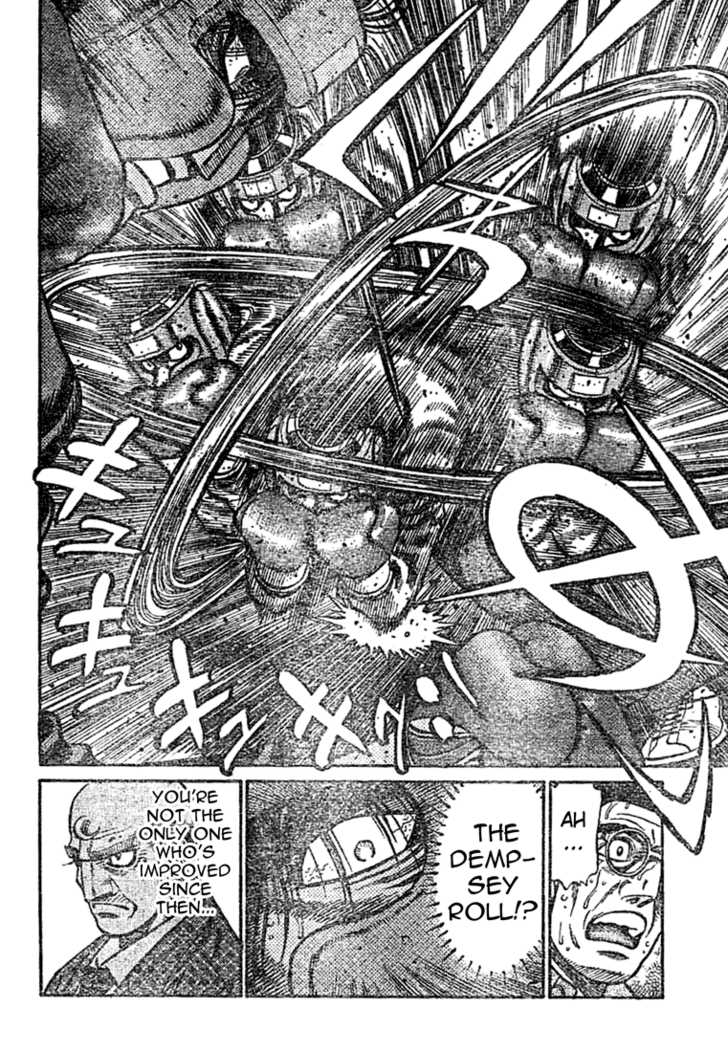 キュ
キュ
キュッ
キュッ
AH
...
THE
DEMP-
SEY
ROLL!?
YOU'RE
NOT THE
ONLY ONE
WHO'S
IMPROVED
SINCE
THEN...